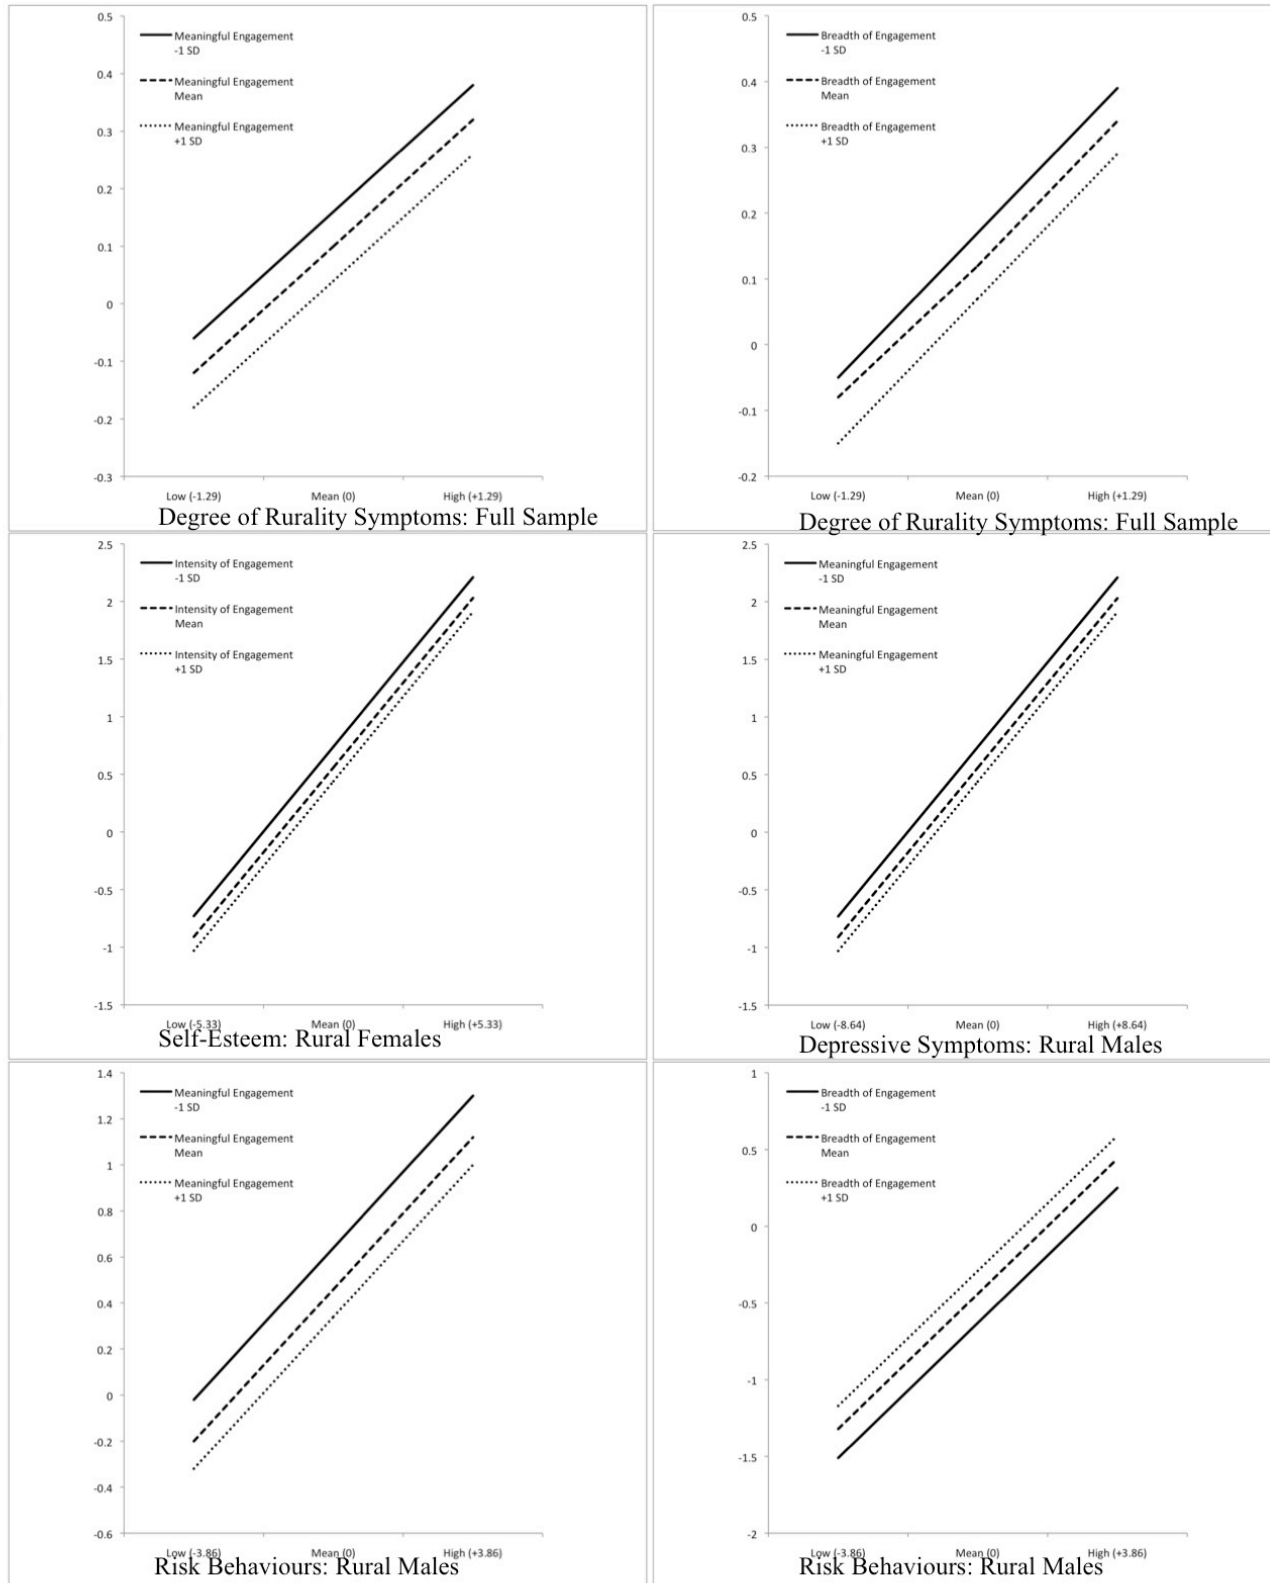 0.5
Meaningful Engagement
-1 SD
0.4
Meaningful Engagement
Mean
0.3
Meaningful Engagement
+1 SD
0.2
0.1
0
-0.1
-0.2
-0.3
Low (-1.29) Mean (0) High (+1.29)
Degree of Rurality Symptoms: Full Sample
0.5
Breadth of Engagement
-1 SD
0.4
Breadth of Engagement
Mean
0.3
Breadth of Engagement
+1 SD
0.2
0.1
0
-0.1
-0.2
Low (-1.29) Mean (0) High (+1.29)
Degree of Rurality Symptoms: Full Sample
2.5
Intensity of Engagement
-1 SD
2
Intensity of Engagement
Mean
1.5
Intensity of Engagement
+1 SD
1
0.5
0
-0.5
-1
-1.5
Low (-5.33) Mean (0) High (+5.33)
Self-Esteem: Rural Females
2.5
Meaningful Engagement
-1 SD
2
Meaningful Engagement
Mean
1.5
Meaningful Engagement
+1 SD
1
0.5
0
-0.5
-1
-1.5
Low (-8.64) Mean (0) High (+8.64)
Depressive Symptoms: Rural Males
1.4
Meaningful Engagement
-1 SD
1.2
Meaningful Engagement
Mean
1
Meaningful Engagement
+1 SD
0.8
0.6
0.4
0.2
0
-0.2
-0.4
-0.6
Low (-3.86) Mean (0) High (+3.86)
Risk Behaviours: Rural Males
1
Breadth of Engagement
-1 SD
0.5
Breadth of Engagement
Mean
Breadth of Engagement
+1 SD
0
-0.5
-1
-1.5
-2
Low (-3.86) Mean (0) High (+3.86)
Risk Behaviours: Rural Males